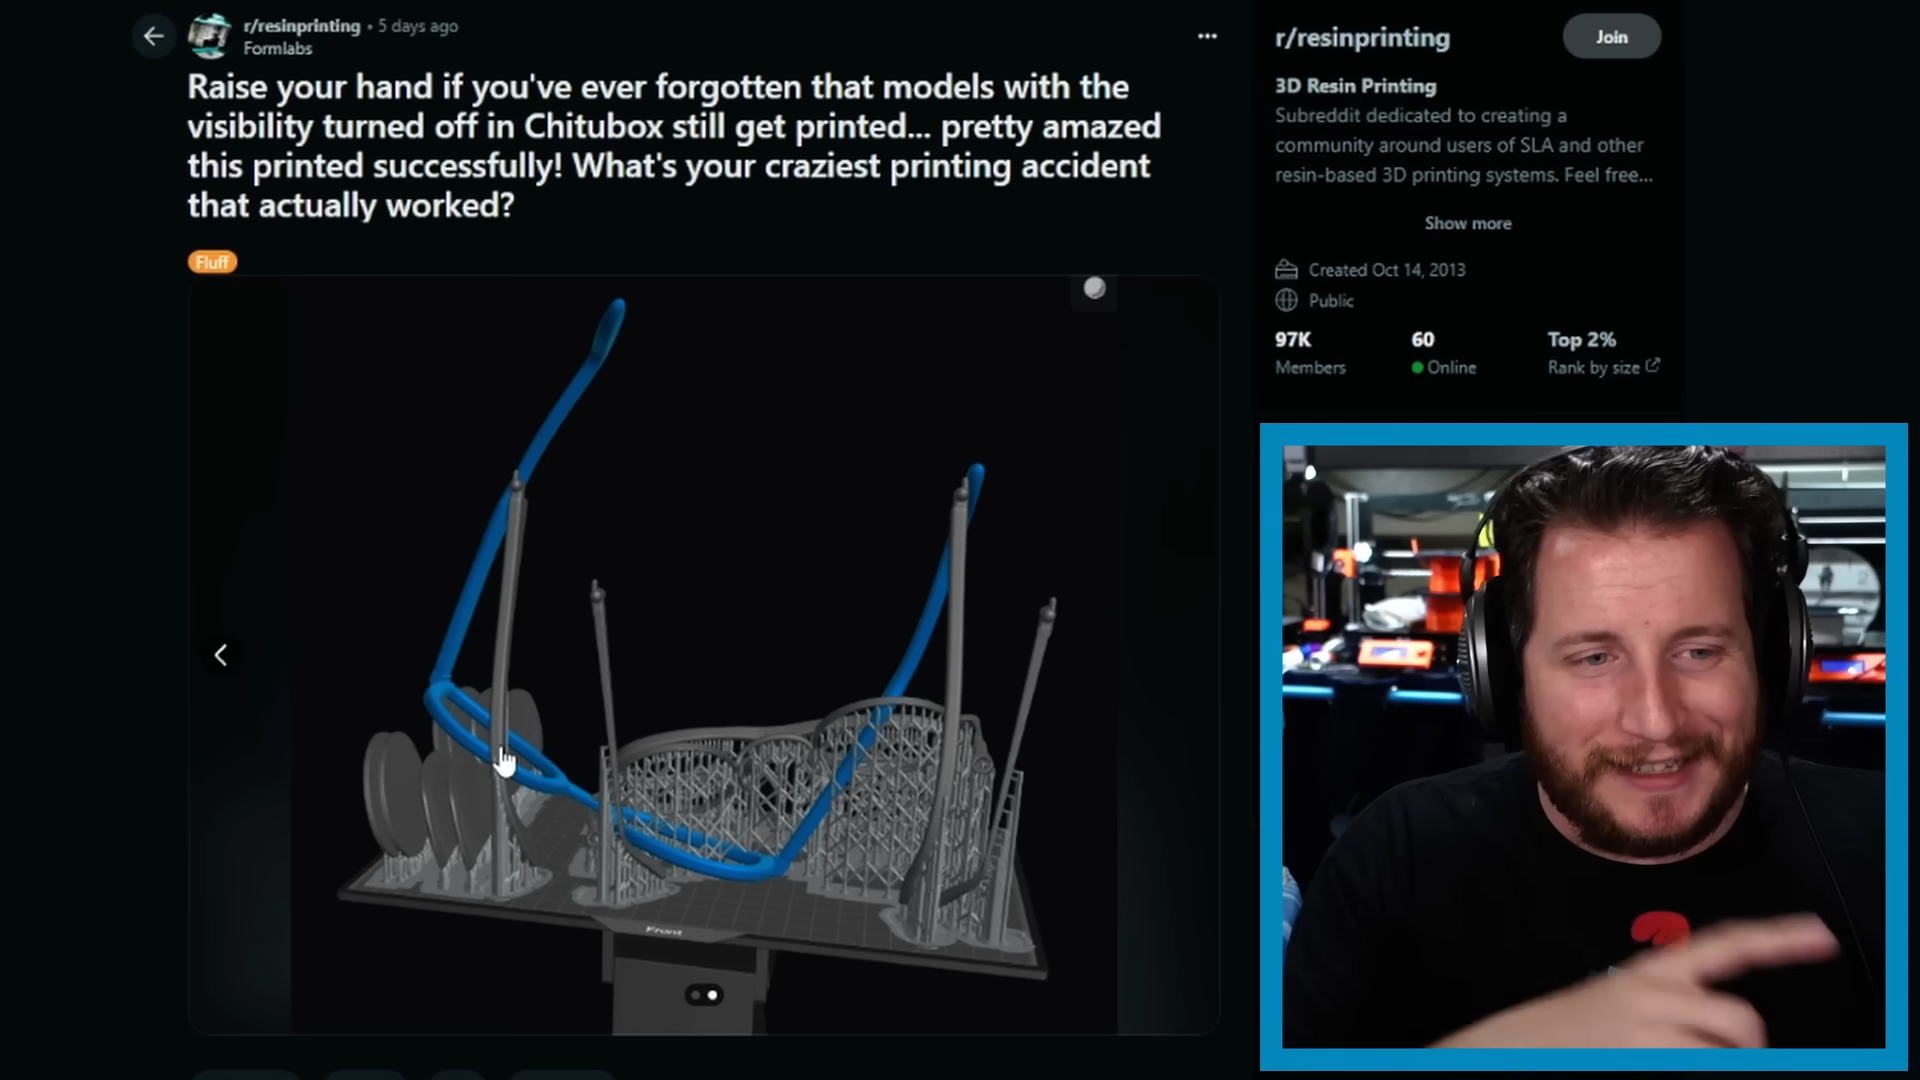 r/resinprinting • 5 days ago
Formlabs
Raise your hand if you've ever forgotten that models with the
visibility turned off in Chitubox still get printed... pretty amazed
this printed successfully! What's your craziest printing accident
that actually worked?
Fluff
Front
r/resinprinting
Join
3D Resin Printing
Subreddit dedicated to creating a
community around users of SLA and other
resin-based 3D printing systems. Feel free...
Show more
Created Oct 14, 2013
Public
97K 60 Top 2%
Members Online Rank by size